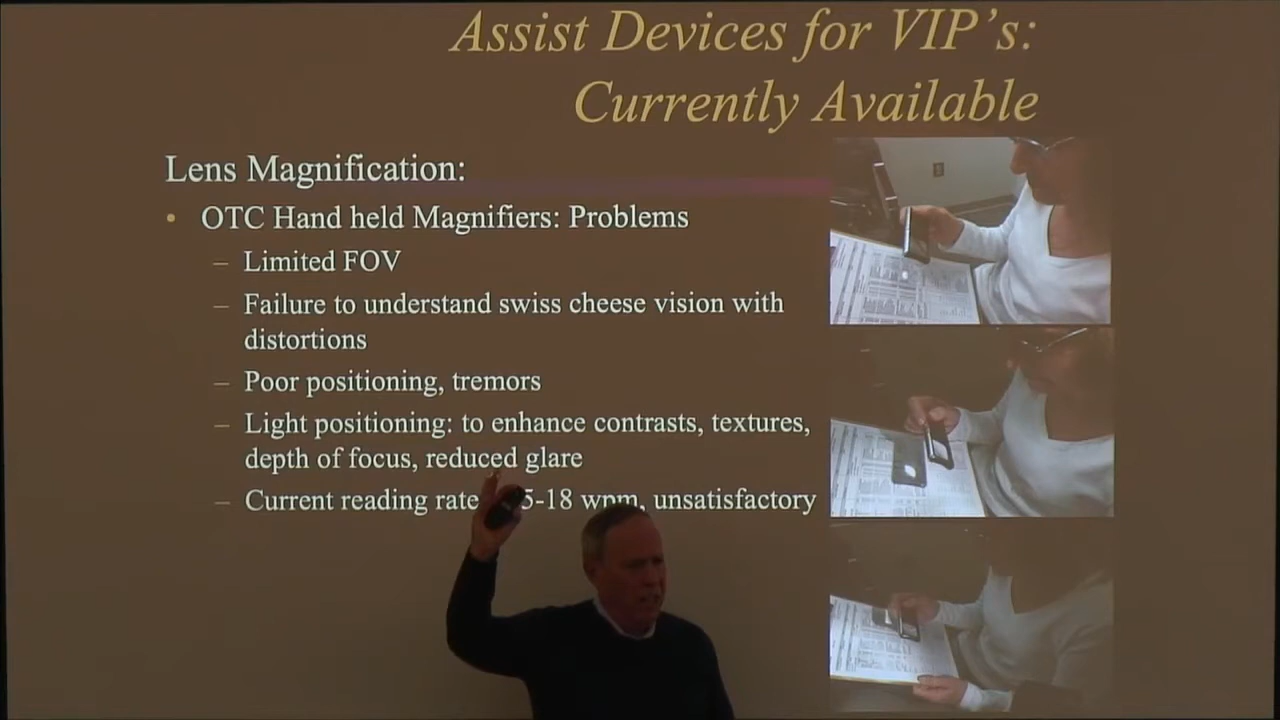 Assist Devices for VIP's:
Currently Available
Lens Magnification:
• OTC Hand held Magnifiers: Problems
– Limited FOV
– Failure to understand swiss cheese vision with
distortions
– Poor positioning, tremors
– Light positioning: to enhance contrasts, textures,
depth of focus, reduced glare
– Current reading rate 5-18 wpm, unsatisfactory